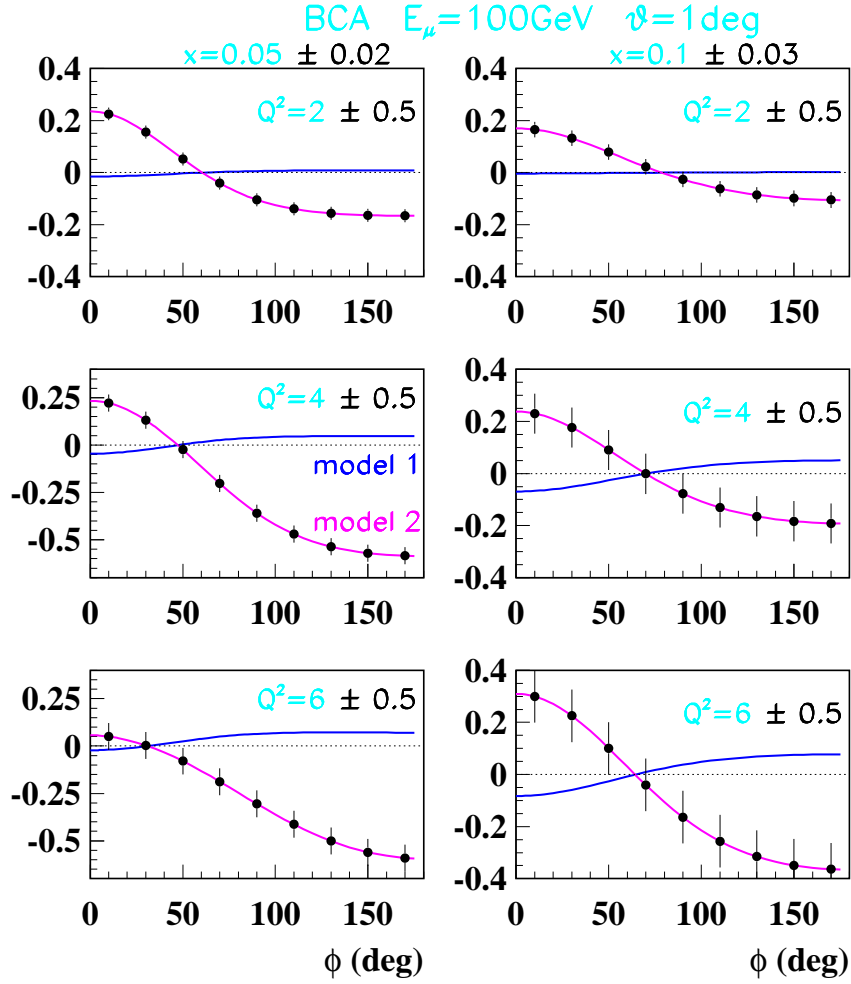 BCA E_μ=100GeV ϑ=1deg
x=0.05 ± 0.02
x=0.1 ± 0.03
0.4
0.2
0
-0.2
-0.4
Q²=2 ± 0.5
0 50 100 150
0.4
0.2
0
-0.2
-0.4
Q²=2 ± 0.5
0 50 100 150
0.25
0
-0.25
-0.5
Q²=4 ± 0.5
model 1
model 2
0 50 100 150
0.4
0.2
0
-0.2
-0.4
Q²=4 ± 0.5
0 50 100 150
0.25
0
-0.25
-0.5
Q²=6 ± 0.5
0 50 100 150
ϕ (deg)
0.4
0.2
0
-0.2
-0.4
Q²=6 ± 0.5
0 50 100 150
ϕ (deg)